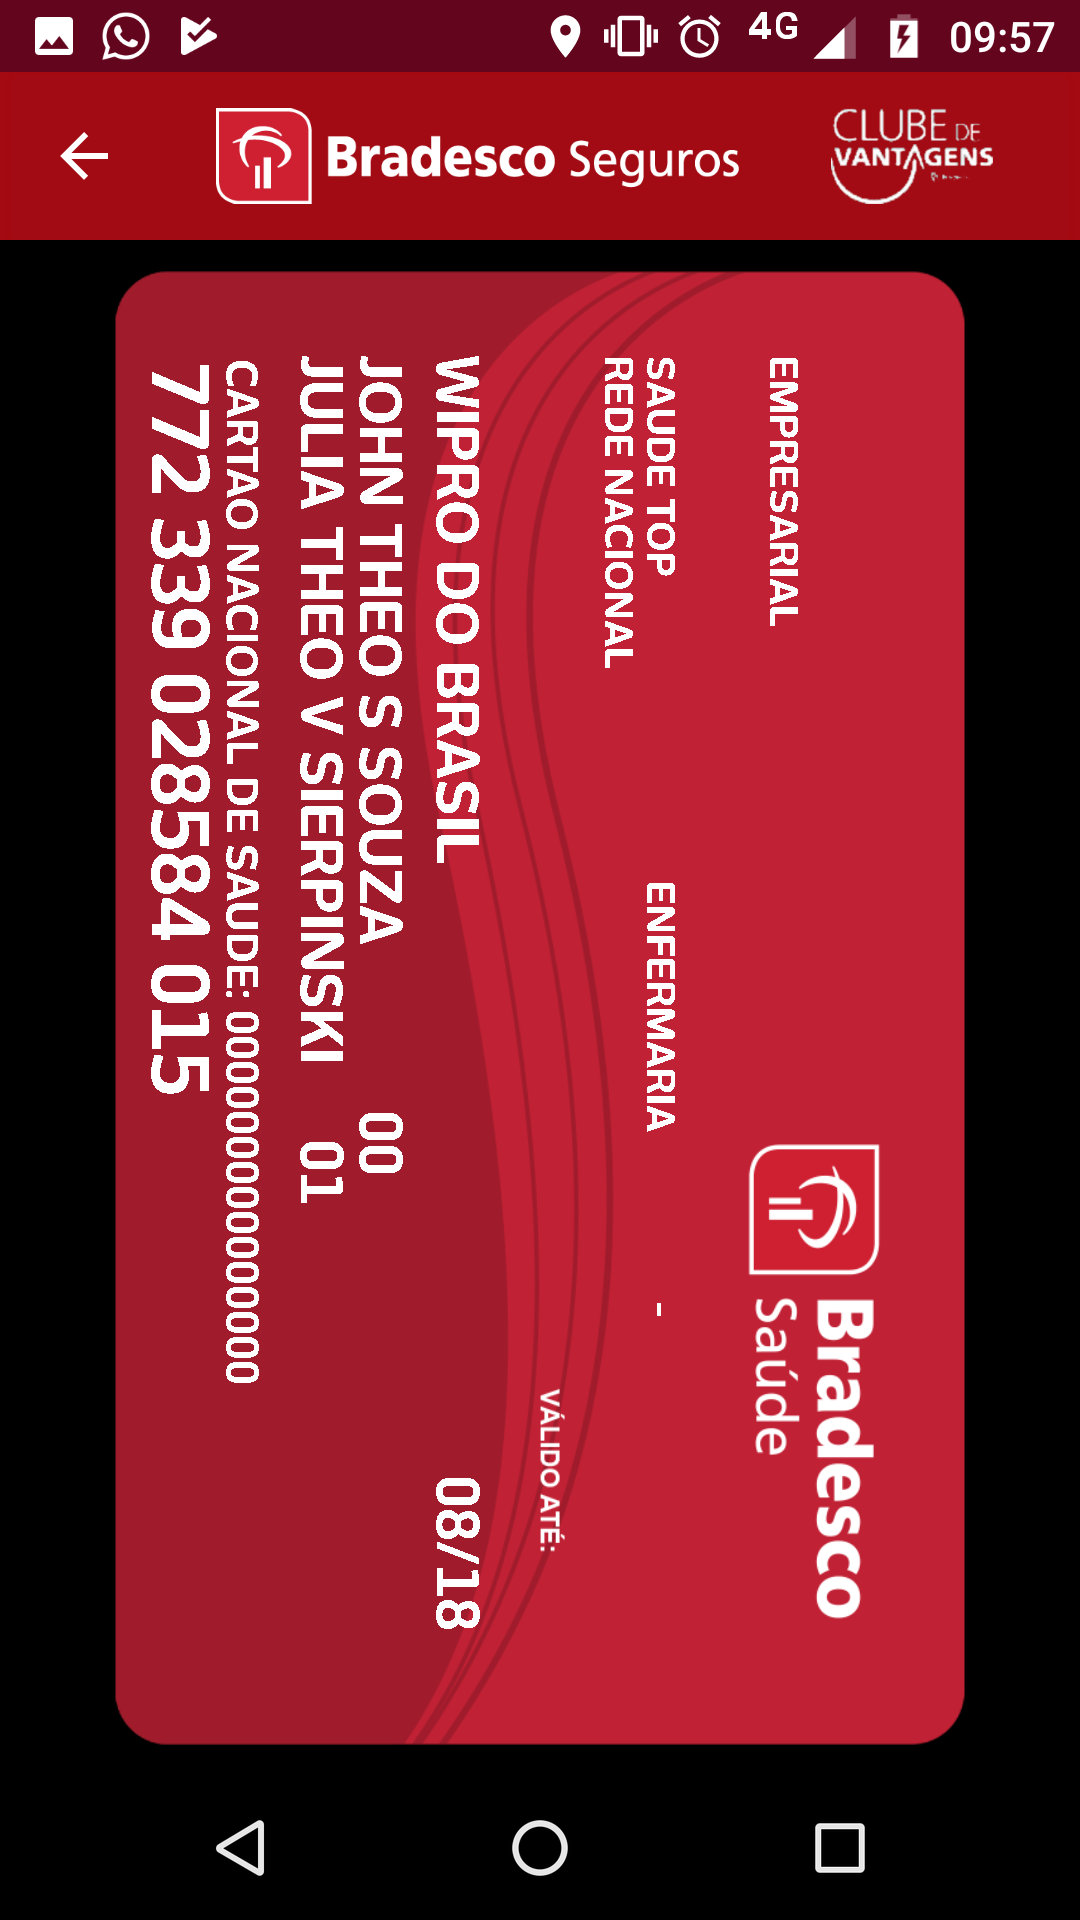 4G 09:57
Bradesco Seguros
CLUBE DE
VANTAGENS
Bradesco
Saúde
EMPRESARIAL
SAUDE TOP ENFERMARIA -
REDE NACIONAL
VÁLIDO ATÉ:
WIPRO DO BRASIL 08/18
JOHN THEO S SOUZA 00
JULIA THEO V SIERPINSKI 01
CARTAO NACIONAL DE SAUDE: 000000000000000
772 339 028584 015